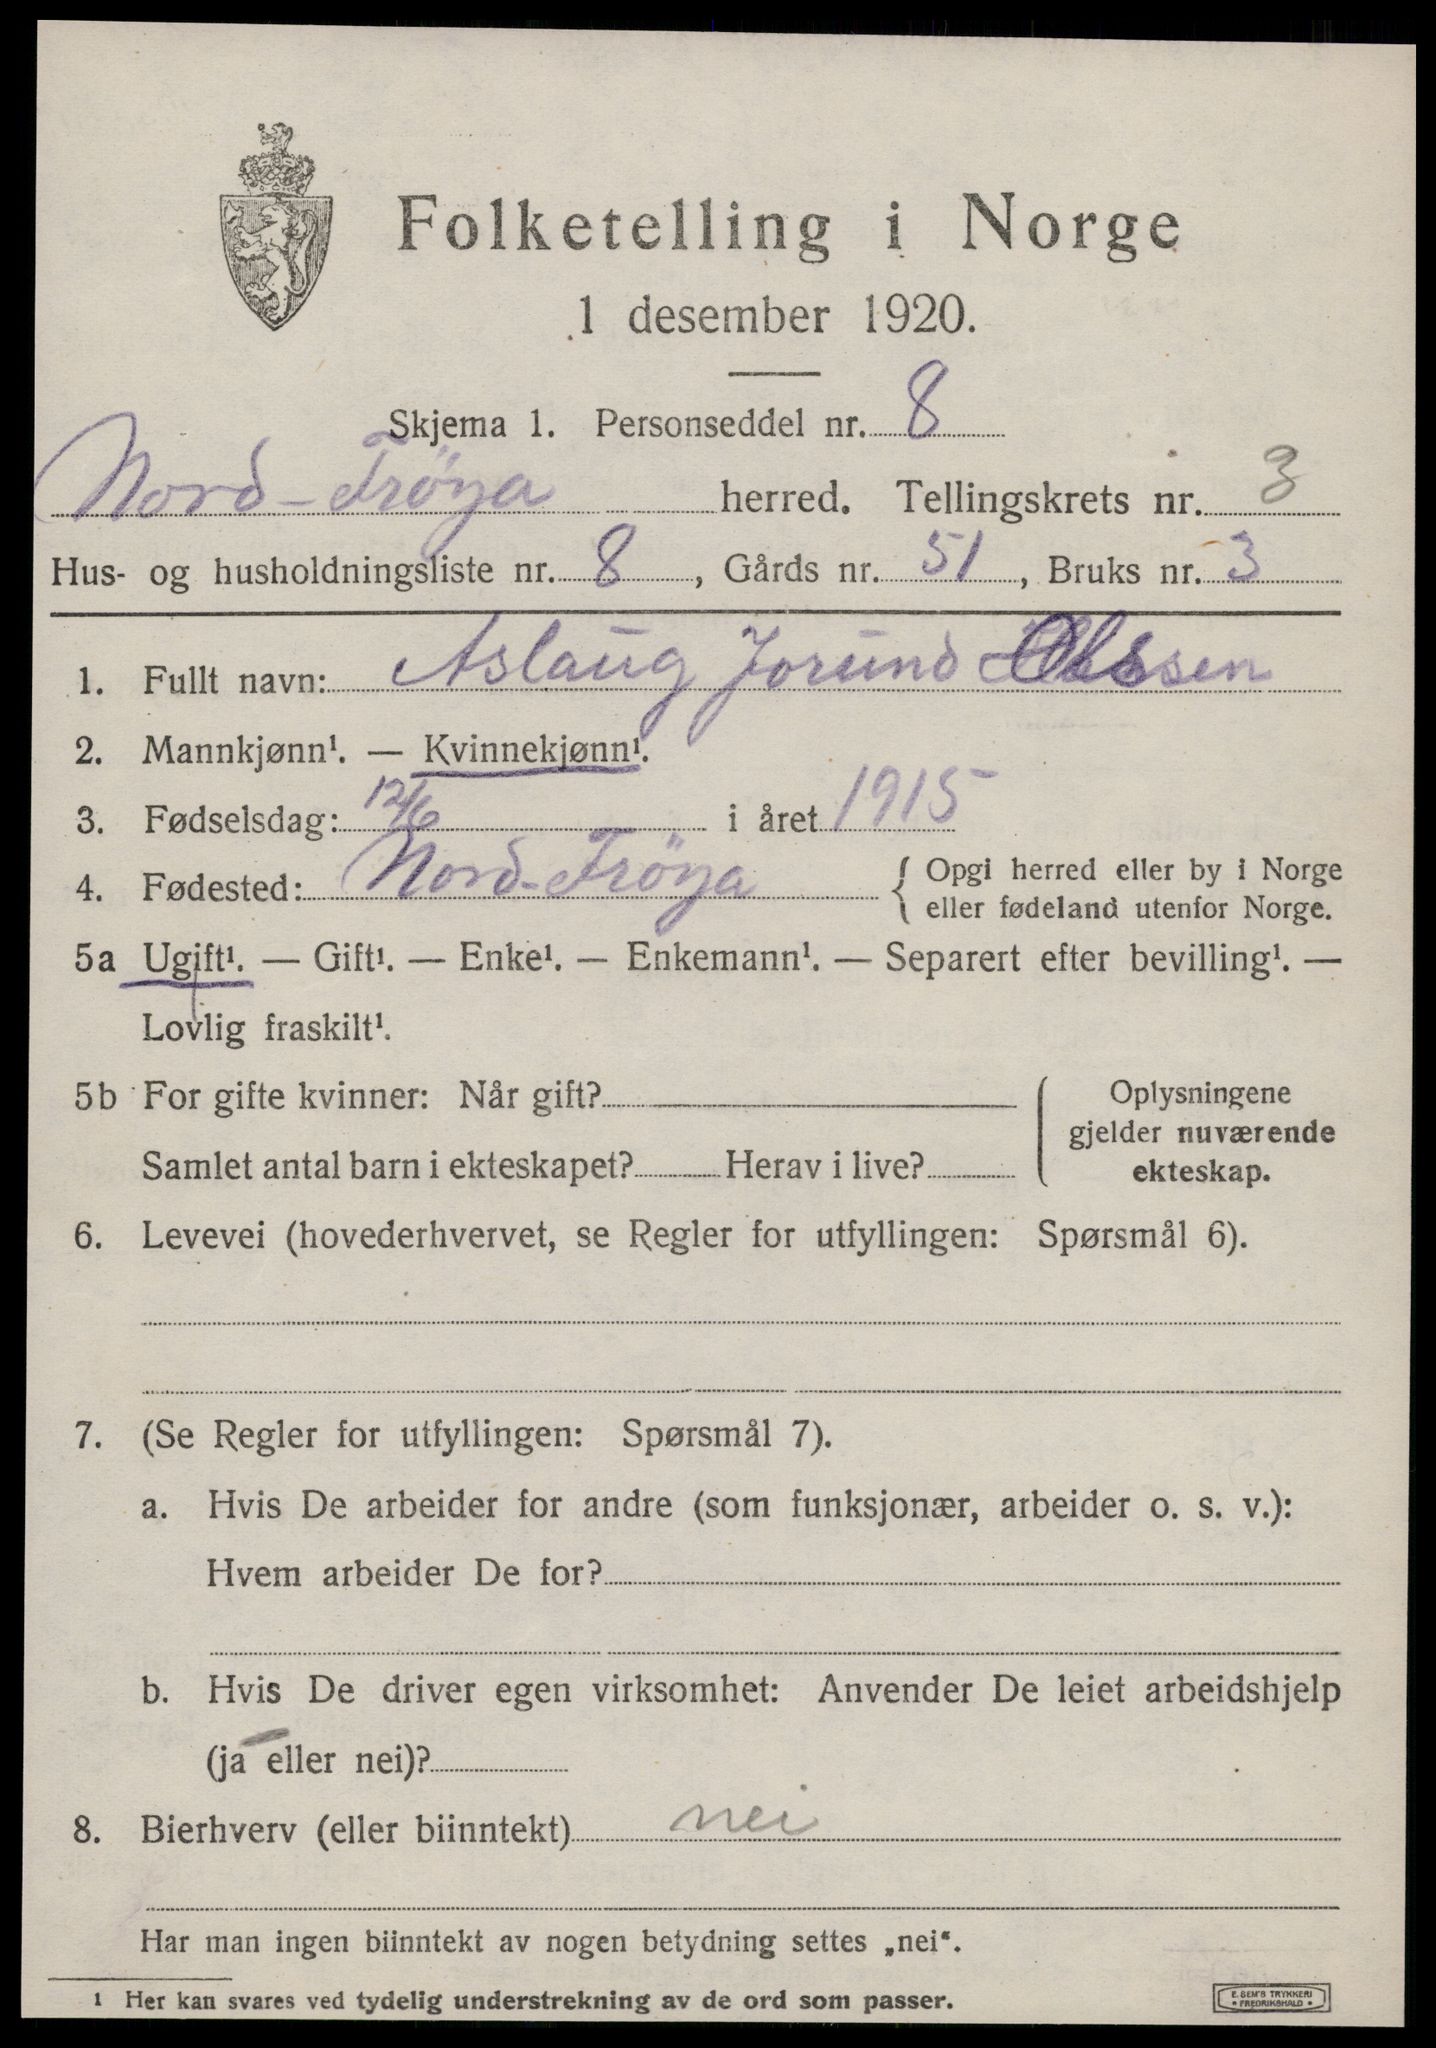 Folketelling i Norge
1 desember 1920.
Skjema 1. Personseddel nr. 8
Nord-Fröya herred. Tellingskrets nr. 3
Hus- og husholdningsliste nr. 8, Gårds nr. 51, Bruks nr. 3
1. Fullt navn: Aslaug Jorund Olssen
2. Mannkjønn¹. — Kvinnekjønn¹.
3. Fødselsdag: 12/6 i året 1915
4. Fødested: Nord-Fröya { Opgi herred eller by i Norge
eller fødeland utenfor Norge.
5a Ugift¹. — Gift¹. — Enke¹. — Enkemann¹. — Separert efter bevilling¹. —
Lovlig fraskilt¹.
5b For gifte kvinner: Når gift?
Samlet antal barn i ekteskapet? Herav i live?
Oplysningene
gjelder nuværende
ekteskap.
6. Levevei (hovederhvervet, se Regler for utfyllingen: Spørsmål 6).
7. (Se Regler for utfyllingen: Spørsmål 7).
a. Hvis De arbeider for andre (som funksjonær, arbeider o. s. v.):
Hvem arbeider De for?
b. Hvis De driver egen virksomhet: Anvender De leiet arbeidshjelp
(ja eller nei)?
8. Bierhverv (eller biinntekt) nei
Har man ingen biinntekt av nogen betydning settes „nei“.
1 Her kan svares ved tydelig understrekning av de ord som passer.
E. SEM'S TRYKKERI
• FREDRIKSHALD •